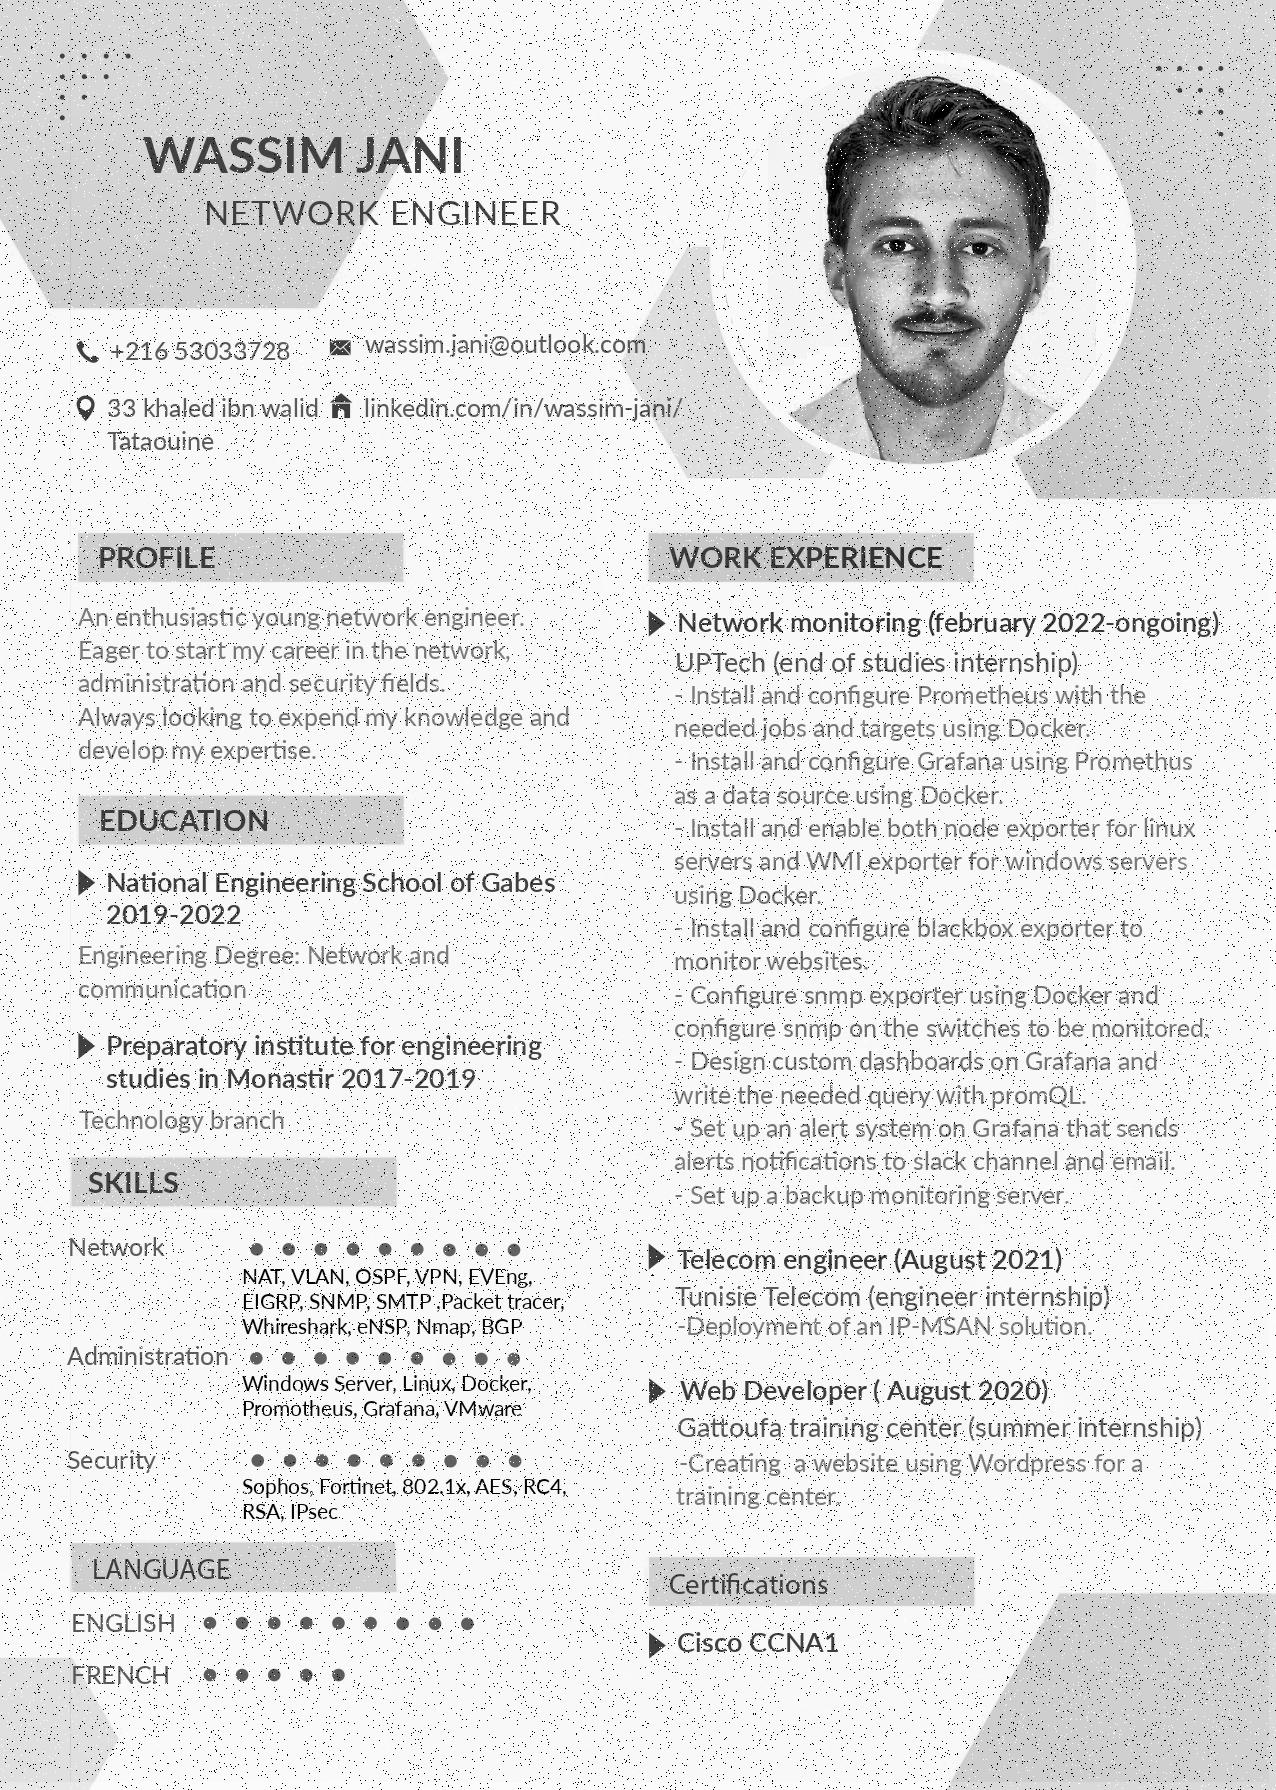 WASSIM JANI
NETWORK ENGINEER
+216 53033728
wassim.jani@outlook.com
33 khaled ibn walid
Tataouine
linkedin.com/in/wassim-jani/
PROFILE
An enthusiastic young network engineer.
Eager to start my career in the network,
administration and security fields.
Always looking to expend my knowledge and
develop my expertise.
EDUCATION
National Engineering School of Gabes
2019-2022
Engineering Degree: Network and
communication
Preparatory institute for engineering
studies in Monastir 2017-2019
Technology branch
SKILLS
Network
NAT, VLAN, OSPF, VPN, EVEng,
EIGRP, SNMP, SMTP ,Packet tracer,
Whireshark, eNSP, Nmap, BGP
Administration
Windows Server, Linux, Docker,
Promotheus, Grafana, VMware
Security
Sophos, Fortinet, 802.1x, AES, RC4,
RSA, IPsec
LANGUAGE
ENGLISH
FRENCH
WORK EXPERIENCE
Network monitoring (february 2022-ongoing)
UPTech (end of studies internship)
- Install and configure Prometheus with the
needed jobs and targets using Docker.
- Install and configure Grafana using Promethus
as a data source using Docker.
- Install and enable both node exporter for linux
servers and WMI exporter for windows servers
using Docker.
- Install and configure blackbox exporter to
monitor websites.
- Configure snmp exporter using Docker and
configure snmp on the switches to be monitored.
- Design custom dashboards on Grafana and
write the needed query with promQL.
- Set up an alert system on Grafana that sends
alerts notifications to slack channel and email.
- Set up a backup monitoring server.
Telecom engineer (August 2021)
Tunisie Telecom (engineer internship)
-Deployment of an IP-MSAN solution.
Web Developer ( August 2020)
Gattoufa training center (summer internship)
-Creating  a website using Wordpress for a
training center.
Certifications
Cisco CCNA1